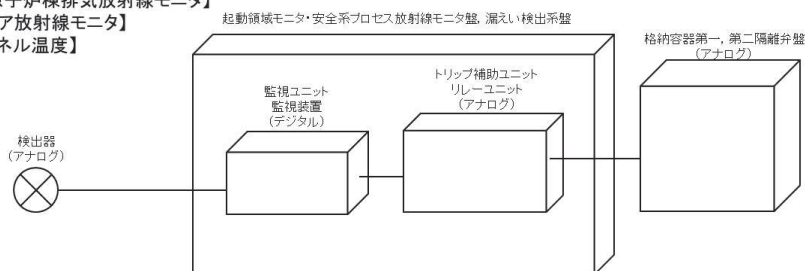 子炉棟排気放射線モニタ】
ア放射線モニタ】
ネル温度】
起動領域モニタ・安全系プロセス放射線モニタ盤, 漏えい検出系盤
格納容器第一, 第二隔離弁盤
(アナログ)
トリップ補助ユニット
リレーユニット
(アナログ)
監視ユニット
監視装置
(デジタル)
検出器
(アナログ)